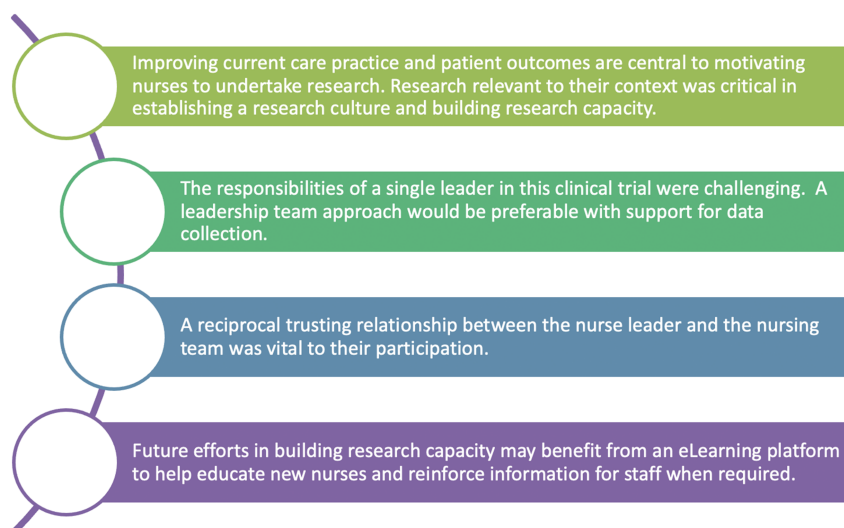 Improving current care practice and patient outcomes are central to motivating
nurses to undertake research. Research relevant to their context was critical in
establishing a research culture and building research capacity.
The responsibilities of a single leader in this clinical trial were challenging.  A
leadership team approach would be preferable with support for data
collection.
A reciprocal trusting relationship between the nurse leader and the nursing
team was vital to their participation.
Future efforts in building research capacity may benefit from an eLearning platform
to help educate new nurses and reinforce information for staff when required.